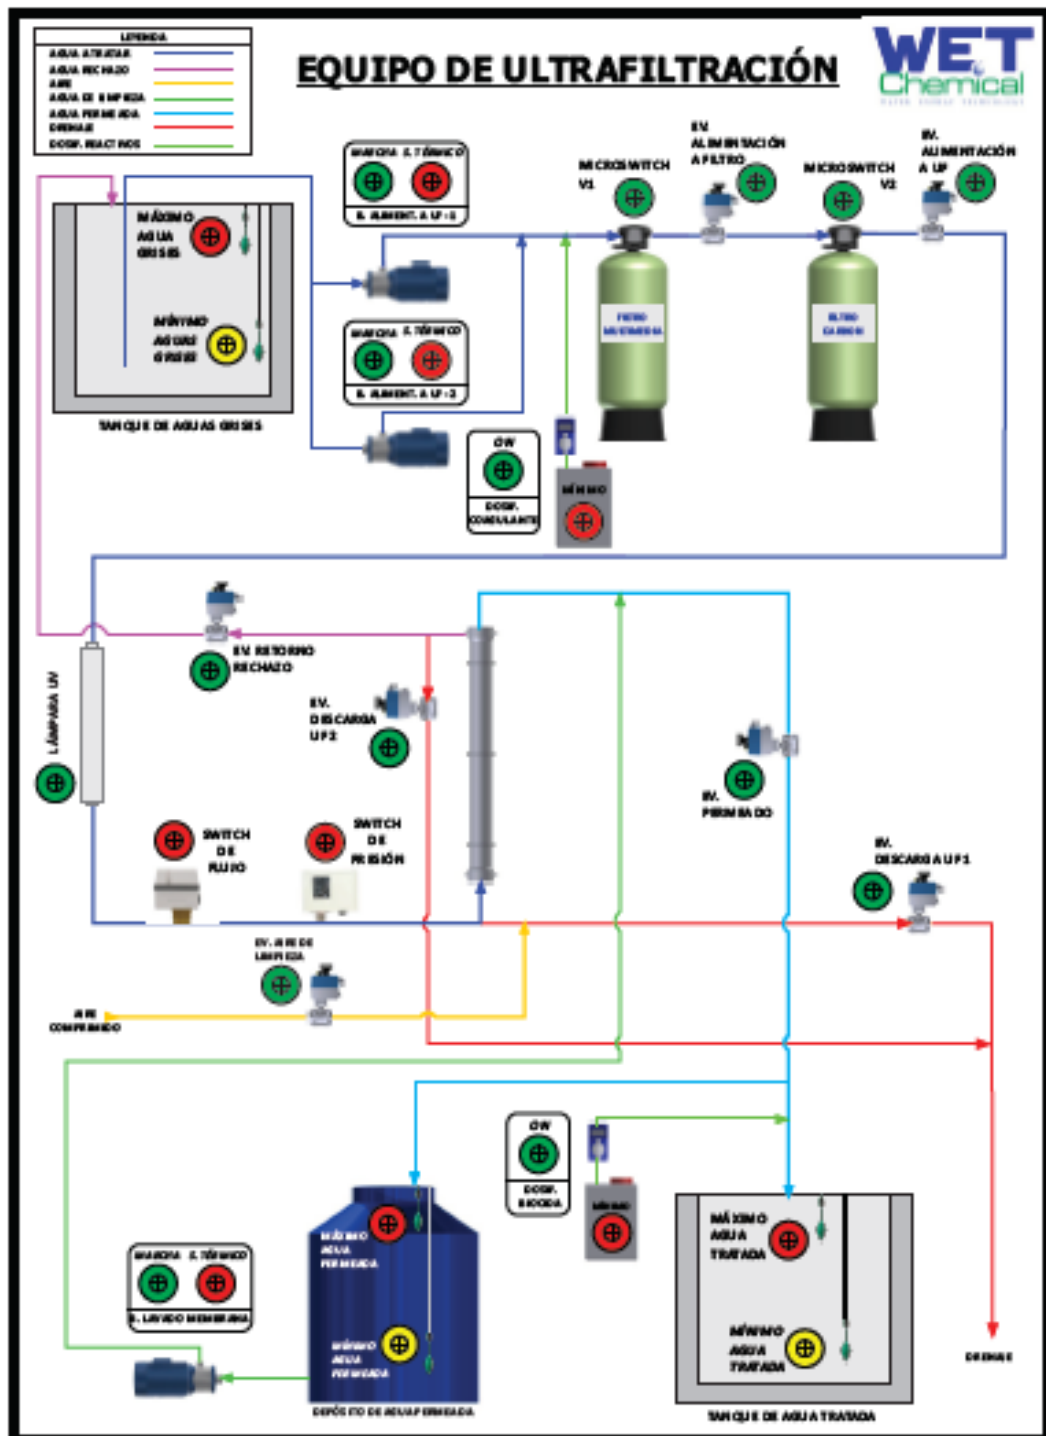 LEYENDA
AGUA A TRATAR
AGUA RECHAZO
AIRE
AGUA DE LIMPIEZA
AGUA PERMEADA
DRENAJE
DOSIF. REACTIVOS
EQUIPO DE ULTRAFILTRACIÓN
WET
Chemical
MARCHA S. TÉRMICO
B. ALIMENT. A UF-1
MICROSWITCH
V1
EV.
ALIMENTACIÓN
A FILTRO
MICROSWITCH
V2
EV.
ALIMENTACIÓN
A UF
MÁXIMO
AGUA
GRISES
MÍNIMO
AGUAS
GRISES
TANQUE DE AGUAS GRISES
MARCHA S. TÉRMICO
B. ALIMENT. A UF-2
FILTRO
MULTIMEDIA
FILTRO
CARBON
ON
DOSIF.
COAGULANTE
MÍNIMO
EV. RETORNO
RECHAZO
EV.
DESCARGA
UF2
LÁMPARA UV
SWITCH
DE
FLUJO
SWITCH
DE
PRESIÓN
EV.
PERMEADO
EV.
DESCARGA UF1
EV. AIRE DE
LIMPIEZA
AIRE
COMPRIMIDO
ON
DOSIF.
BIOCIDA
MÍNIMO
MÁXIMO
AGUA
PERMEADA
MÍNIMO
AGUA
PERMEADA
DEPÓSITO DE AGUA PERMEADA
MARCHA S. TÉRMICO
B. LAVADO MEMBRANA
MÁXIMO
AGUA
TRATADA
MÍNIMO
AGUA
TRATADA
TANQUE DE AGUA TRATADA
DRENAJE